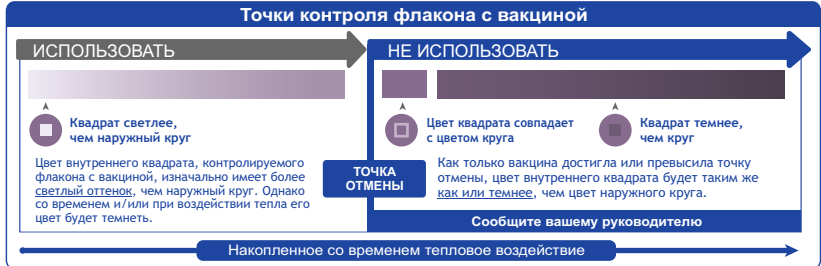 Точки контроля флакона с вакциной
ИСПОЛЬЗОВАТЬ
НЕ ИСПОЛЬЗОВАТЬ
Квадрат светлее,
чем наружный круг
Цвет квадрата совпадает
с цветом круга
Квадрат темнее,
чем круг
Цвет внутреннего квадрата, контролируемого
флакона с вакциной, изначально имеет более
светлый оттенок, чем наружный круг. Однако
со временем и/или при воздействии тепла его
цвет будет темнеть.
ТОЧКА
ОТМЕНЫ
Как только вакцина достигла или превысила точку
отмены, цвет внутреннего квадрата будет таким же
как или темнее, чем цвет наружного круга.
Сообщите вашему руководителю
Накопленное со временем тепловое воздействие